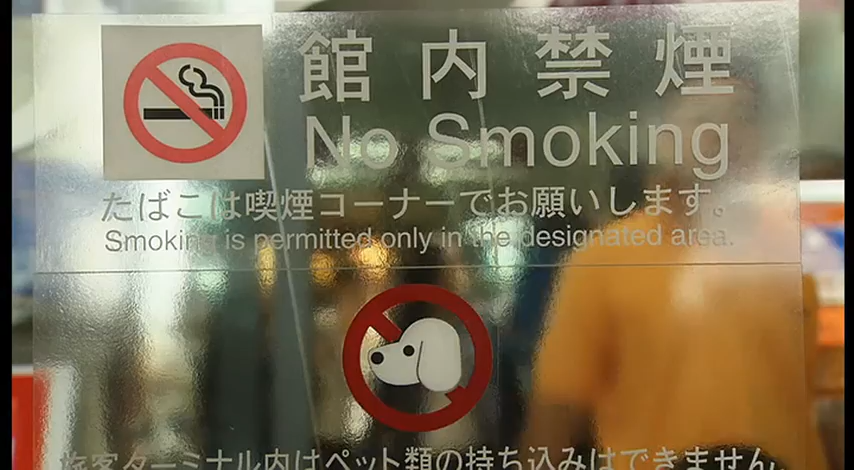 館内禁煙
No Smoking
たばこは喫煙コーナーでお願いします。
Smoking is permitted only in the designated area.
旅客ターミナル内はペット類の持ち込みはできません